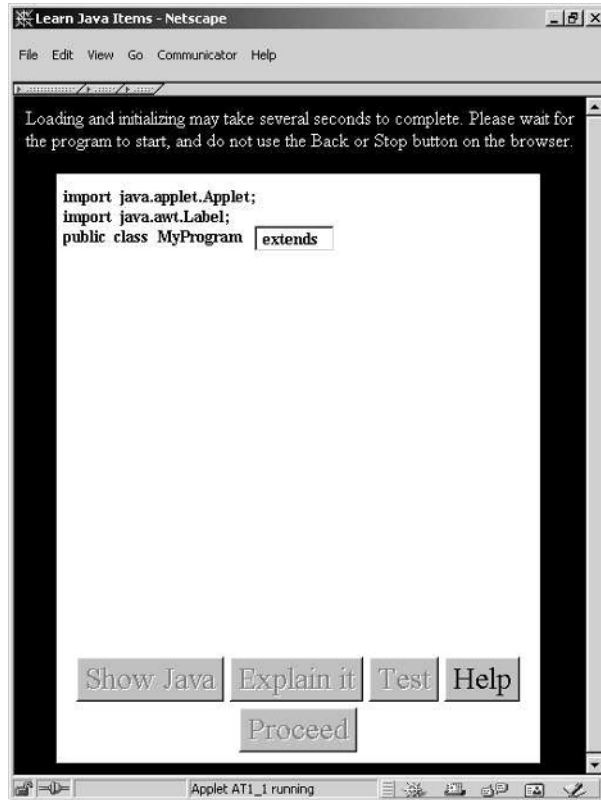 Learn Java Items - Netscape
File Edit View Go Communicator Help
Loading and initializing may take several seconds to complete. Please wait for
the program to start, and do not use the Back or Stop button on the browser.
import java.applet.Applet;
import java.awt.Label;
public class MyProgram extends
Show Java Explain it Test Help
Proceed
Applet AT1_1 running